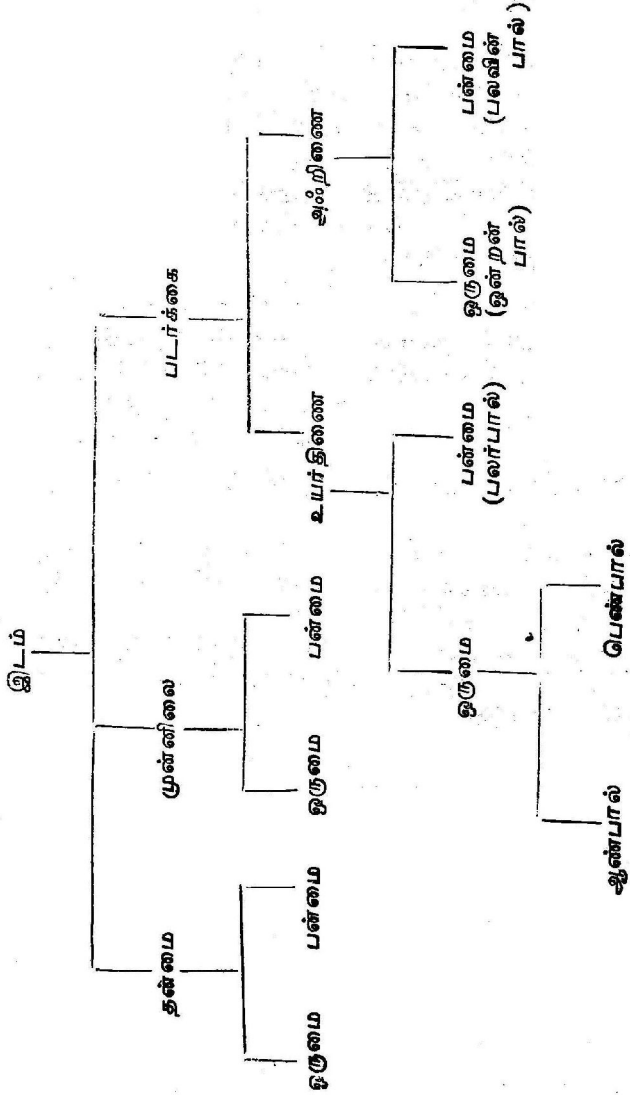 இடம்
தன்மை
முன்னிலை
படர்க்கை
ஒருமை
பன்மை
ஒருமை
பன்மை
உயர்திணை
அஃறிணை
ஒருமை
பன்மை
(பலர்பால்)
ஒருமை
(ஒன்றன்
பால்)
பன்மை
(பலவின்
பால்)
ஆண்பால்
பெண்பால்